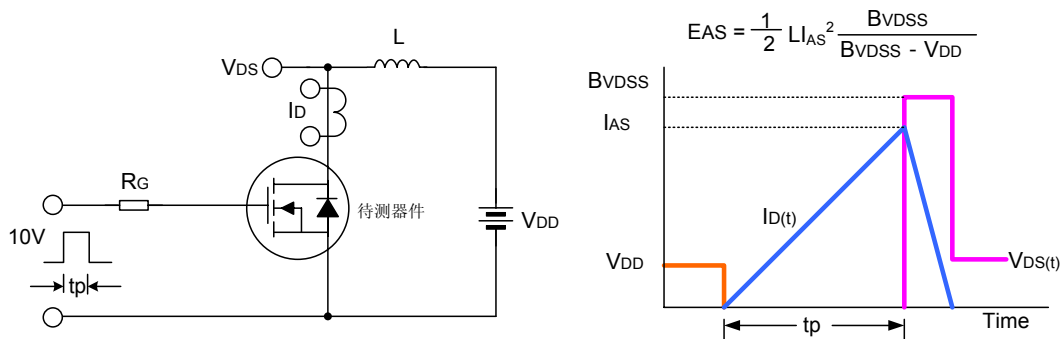 VDS
L
ID
RG
待测器件
10V
tp
VDD
EAS = 1/2 LIAS² BVDSS / (BVDSS - VDD)
BVDSS
IAS
ID(t)
VDD
VDS(t)
tp
Time